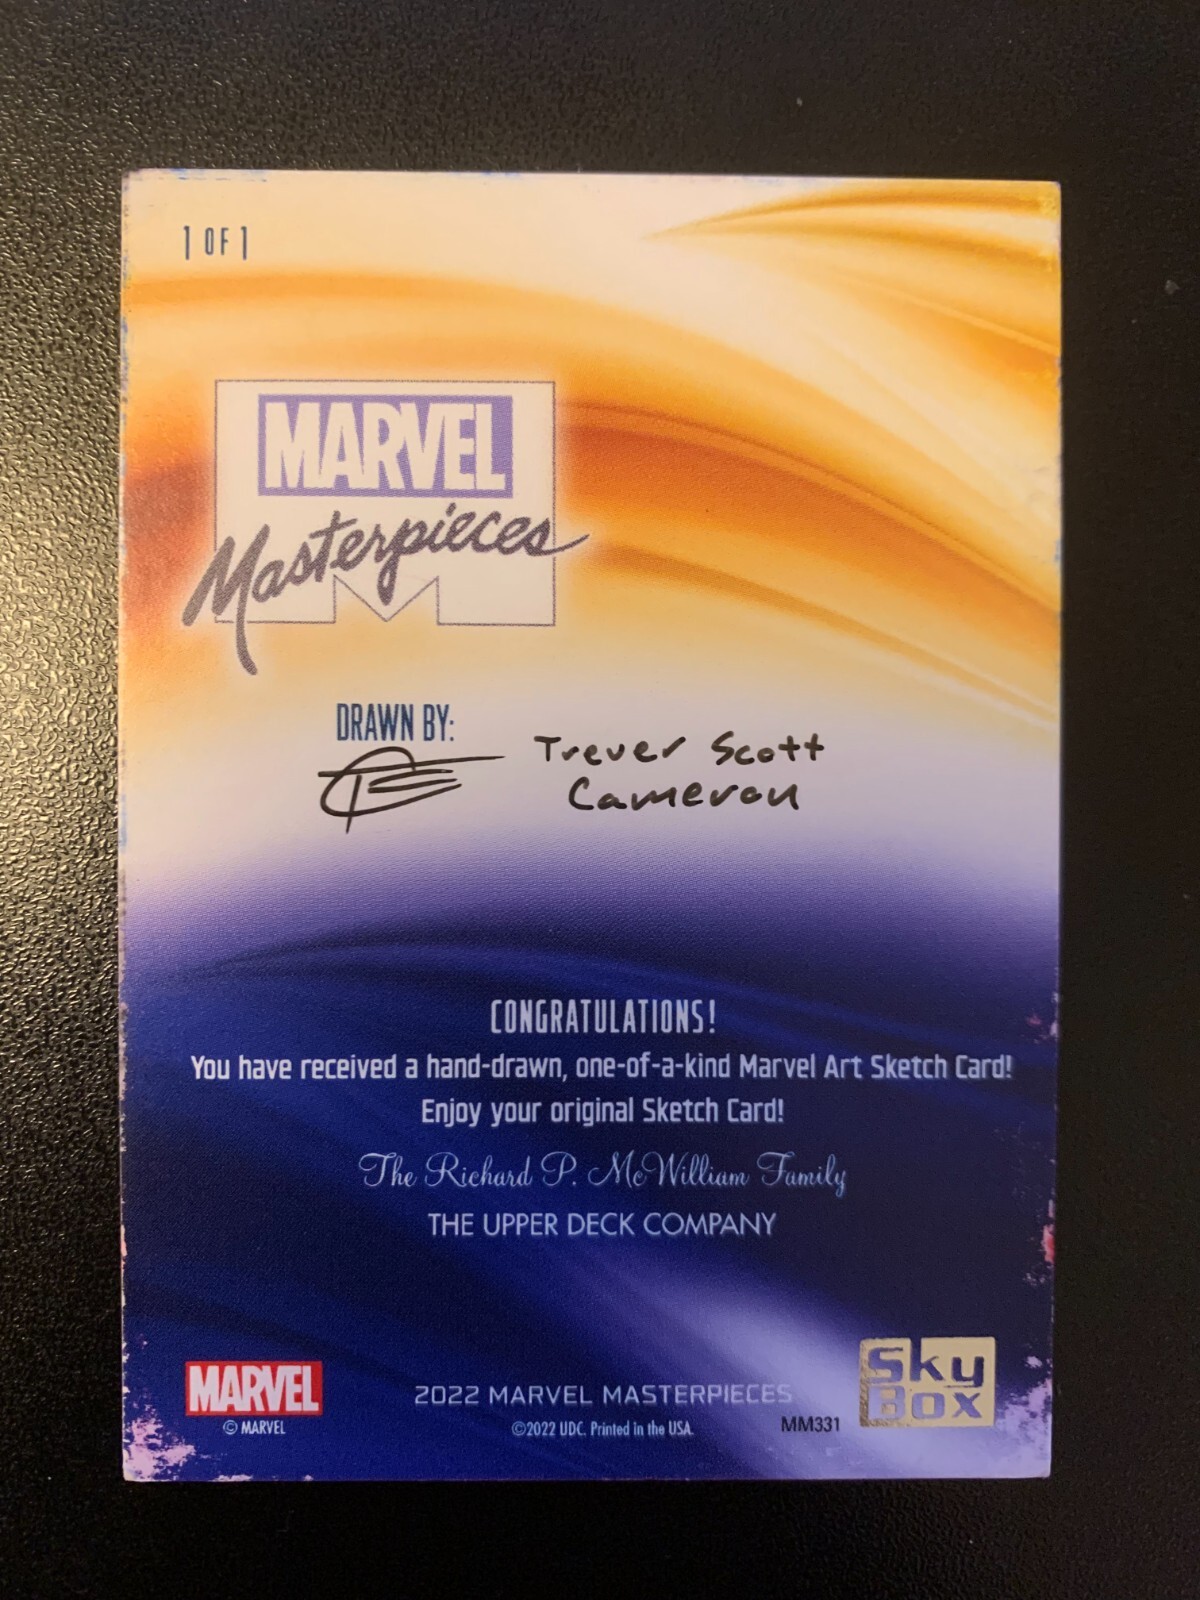 1 OF 1
MARVEL
Masterpieces
DRAWN BY:
Trever Scott
Cameron
CONGRATULATIONS!
You have received a hand-drawn, one-of-a-kind Marvel Art Sketch Card!
Enjoy your original Sketch Card!
The Richard P. McWilliam Family
THE UPPER DECK COMPANY
MARVEL
© MARVEL
2022 MARVEL MASTERPIECES
©2022 UDC. Printed in the USA.
MM331
Sky
Box